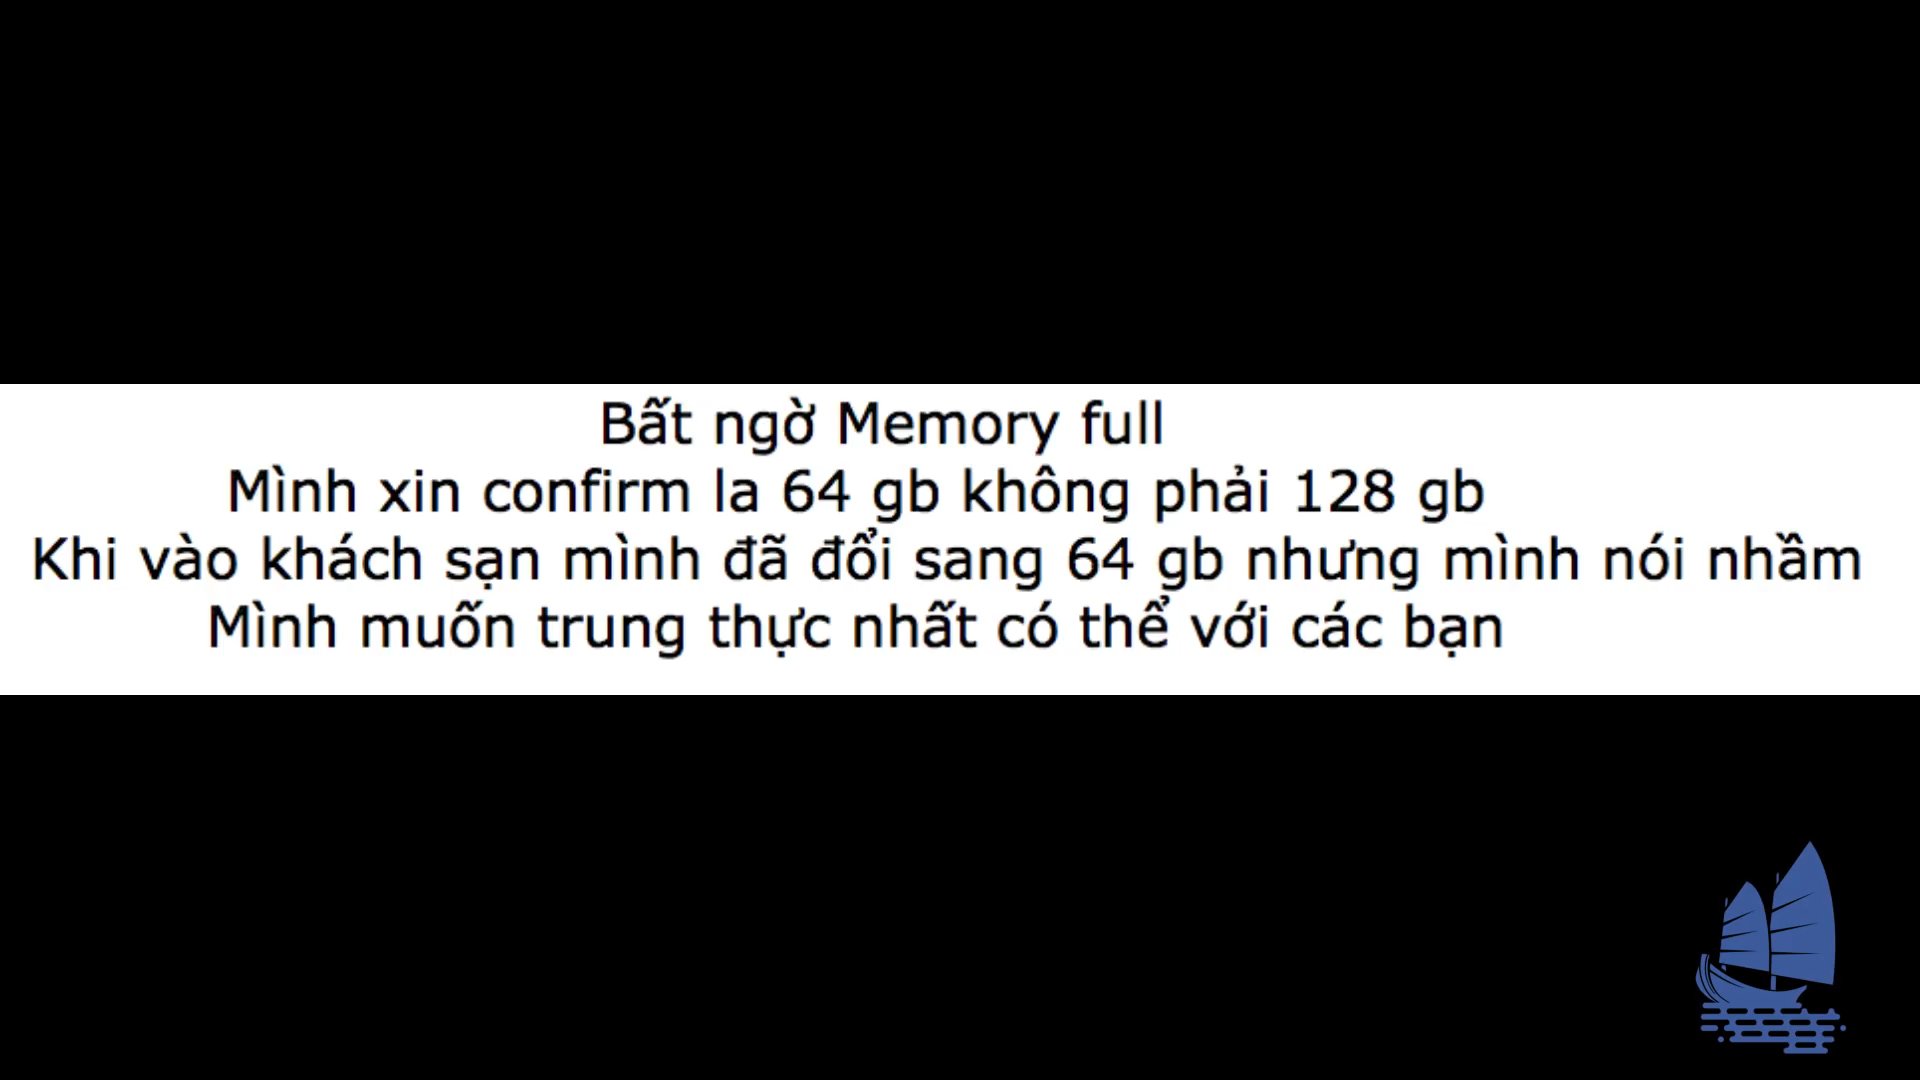 Bất ngờ Memory full
Mình xin confirm la 64 gb không phải 128 gb
Khi vào khách sạn mình đã đổi sang 64 gb nhưng mình nói nhầm
Mình muốn trung thực nhất có thể với các bạn